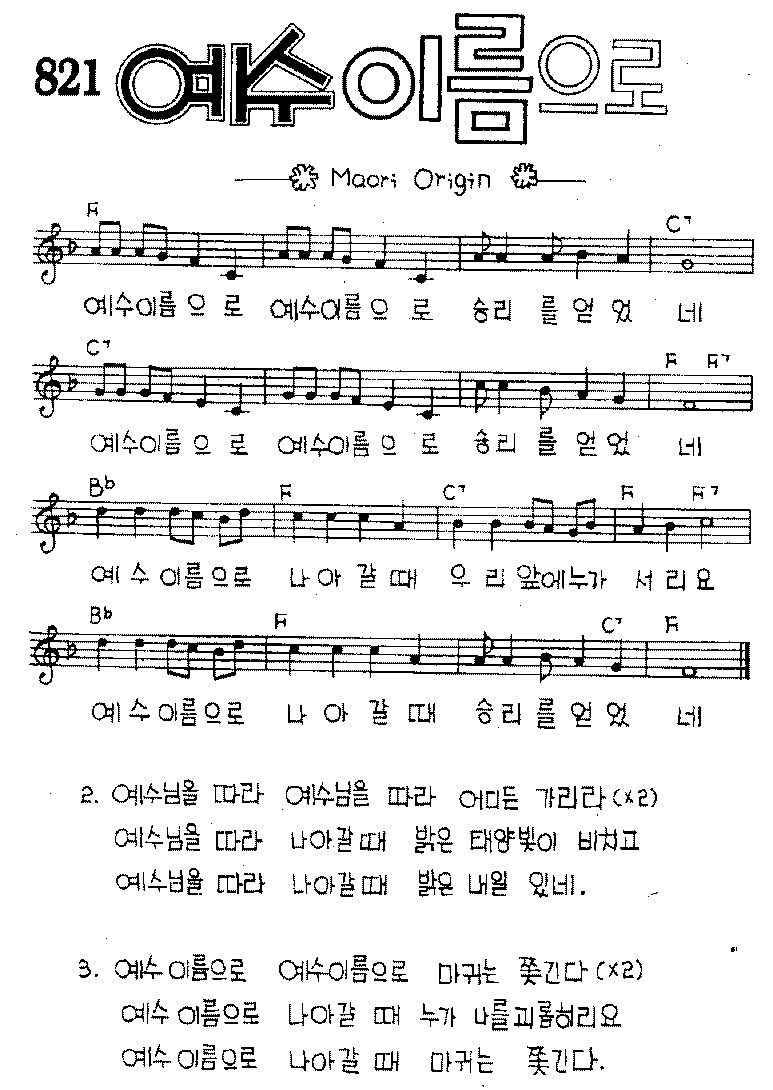 821 예수 이름으로
Maori Origin
F C7
예수이름으로 예수이름으로 승리를얻었네
C7 F F7
예수이름으로 예수이름으로 승리를얻었네
Bb F C7 F F7
예수이름으로 나아갈때 우리앞에누가 서리요
Bb F C7 F
예수이름으로 나아갈때 승리를얻었네
2. 예수님을 따라 예수님을 따라 어디든 가리라(x2)
예수님을 따라 나아갈때 밝은 태양빛이 비치고
예수님을 따라 나아갈때 밝은 내일 있네.
3. 예수이름으로 예수이름으로 마귀는 쫓긴다(x2)
예수 이름으로 나아갈 때 누가 나를괴롭히리요
예수 이름으로 나아갈 때 마귀는 쫓긴다.